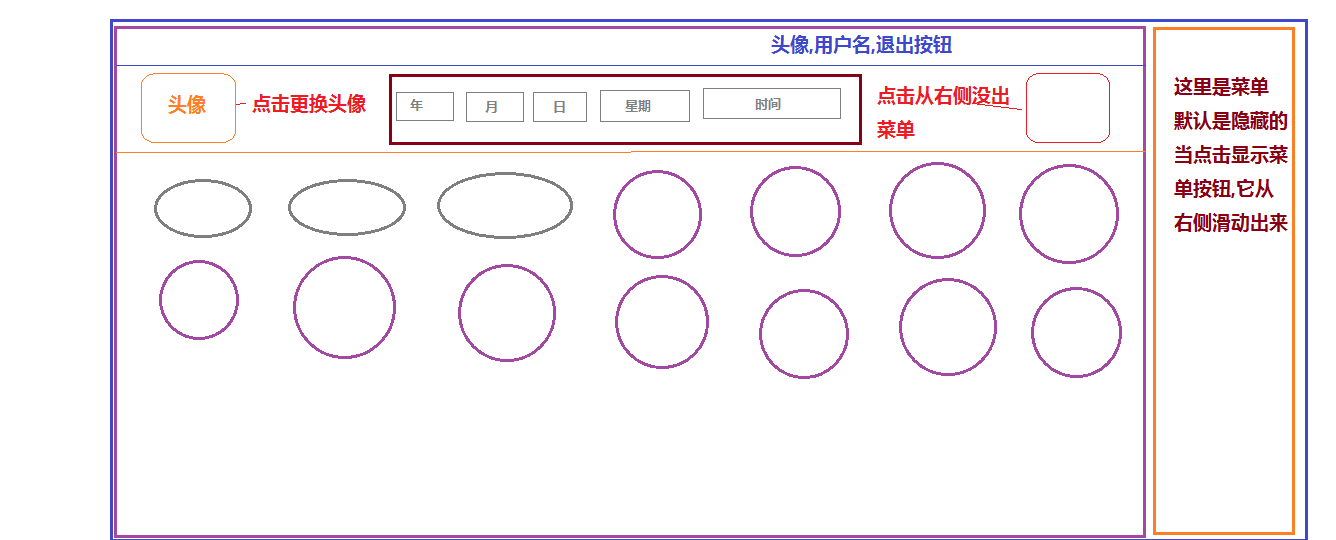 头像,用户名,退出按钮
头像
点击更换头像
年
月
日
星期
时间
点击从右侧没出
菜单
这里是菜单
默认是隐藏的
当点击显示菜
单按钮,它从
右侧滑动出来